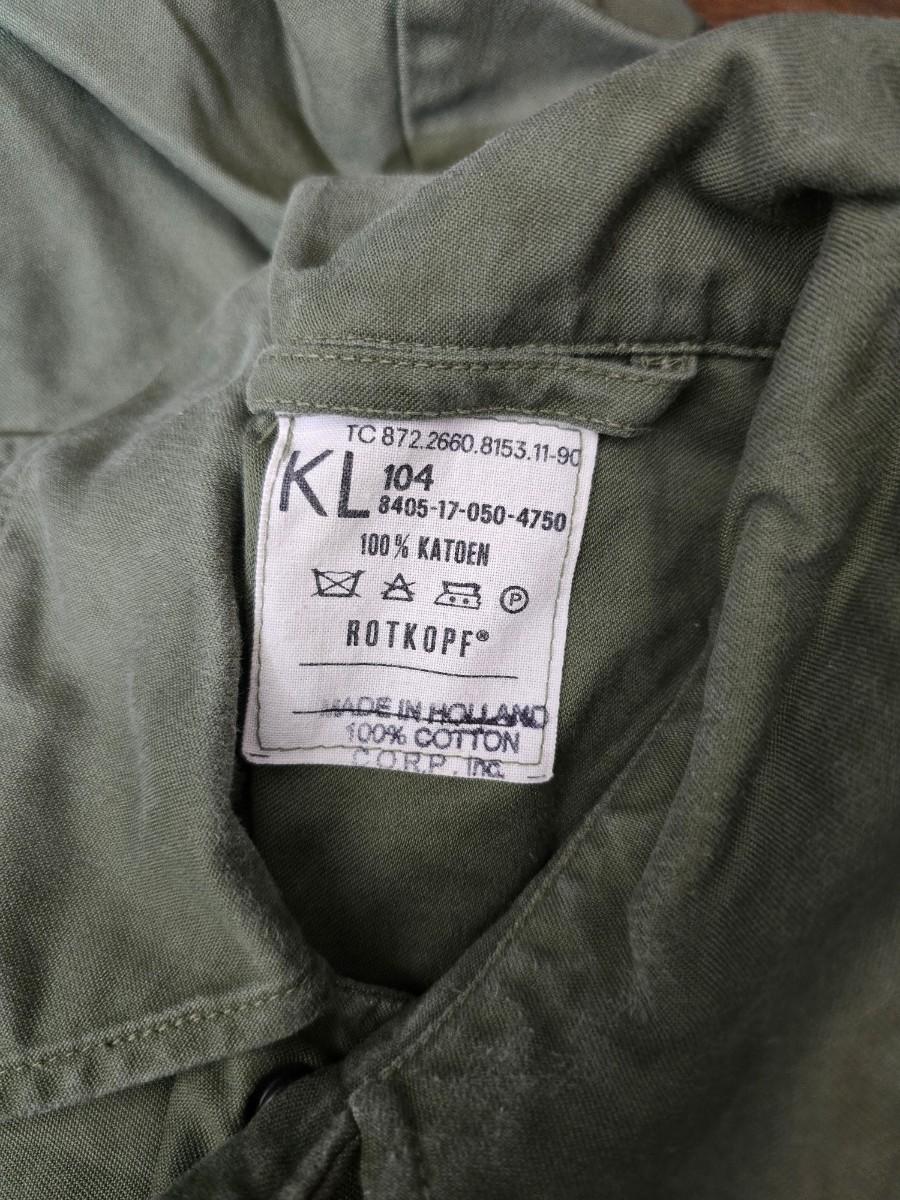 TC 872.2660.8153.11-90
KL 104
8405-17-050-4750
100% KATOEN
P
ROTKOPF®
MADE IN HOLLAND
100% COTTON
CORP. Inc.